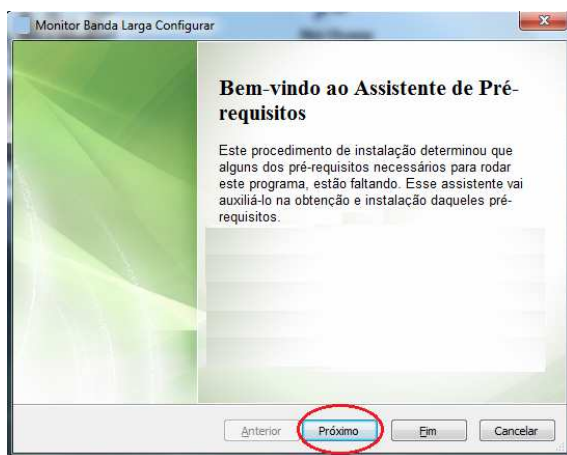 Monitor Banda Larga Configurar
Bem-vindo ao Assistente de Pré-
requisitos
Este procedimento de instalação determinou que
alguns dos pré-requisitos necessários para rodar
este programa, estão faltando. Esse assistente vai
auxiliá-lo na obtenção e instalação daqueles pré-
requisitos.
Anterior Próximo Fim Cancelar